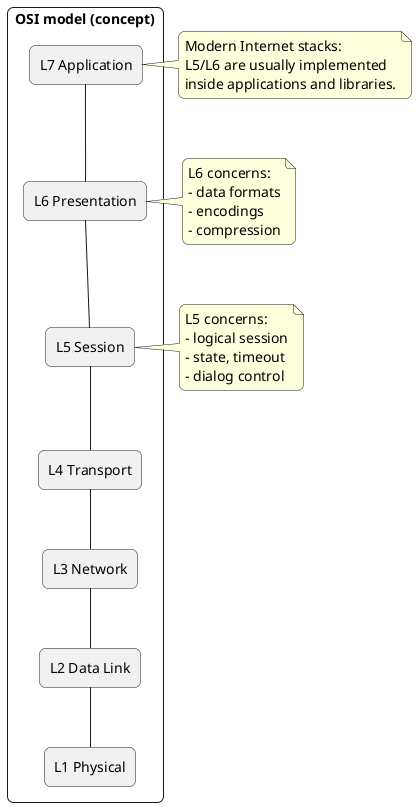 OSI model (concept)
L7 Application
Modern Internet stacks:
L5/L6 are usually implemented
inside applications and libraries.
L6 Presentation
L6 concerns:
- data formats
- encodings
- compression
L5 Session
L5 concerns:
- logical session
- state, timeout
- dialog control
L4 Transport
L3 Network
L2 Data Link
L1 Physical